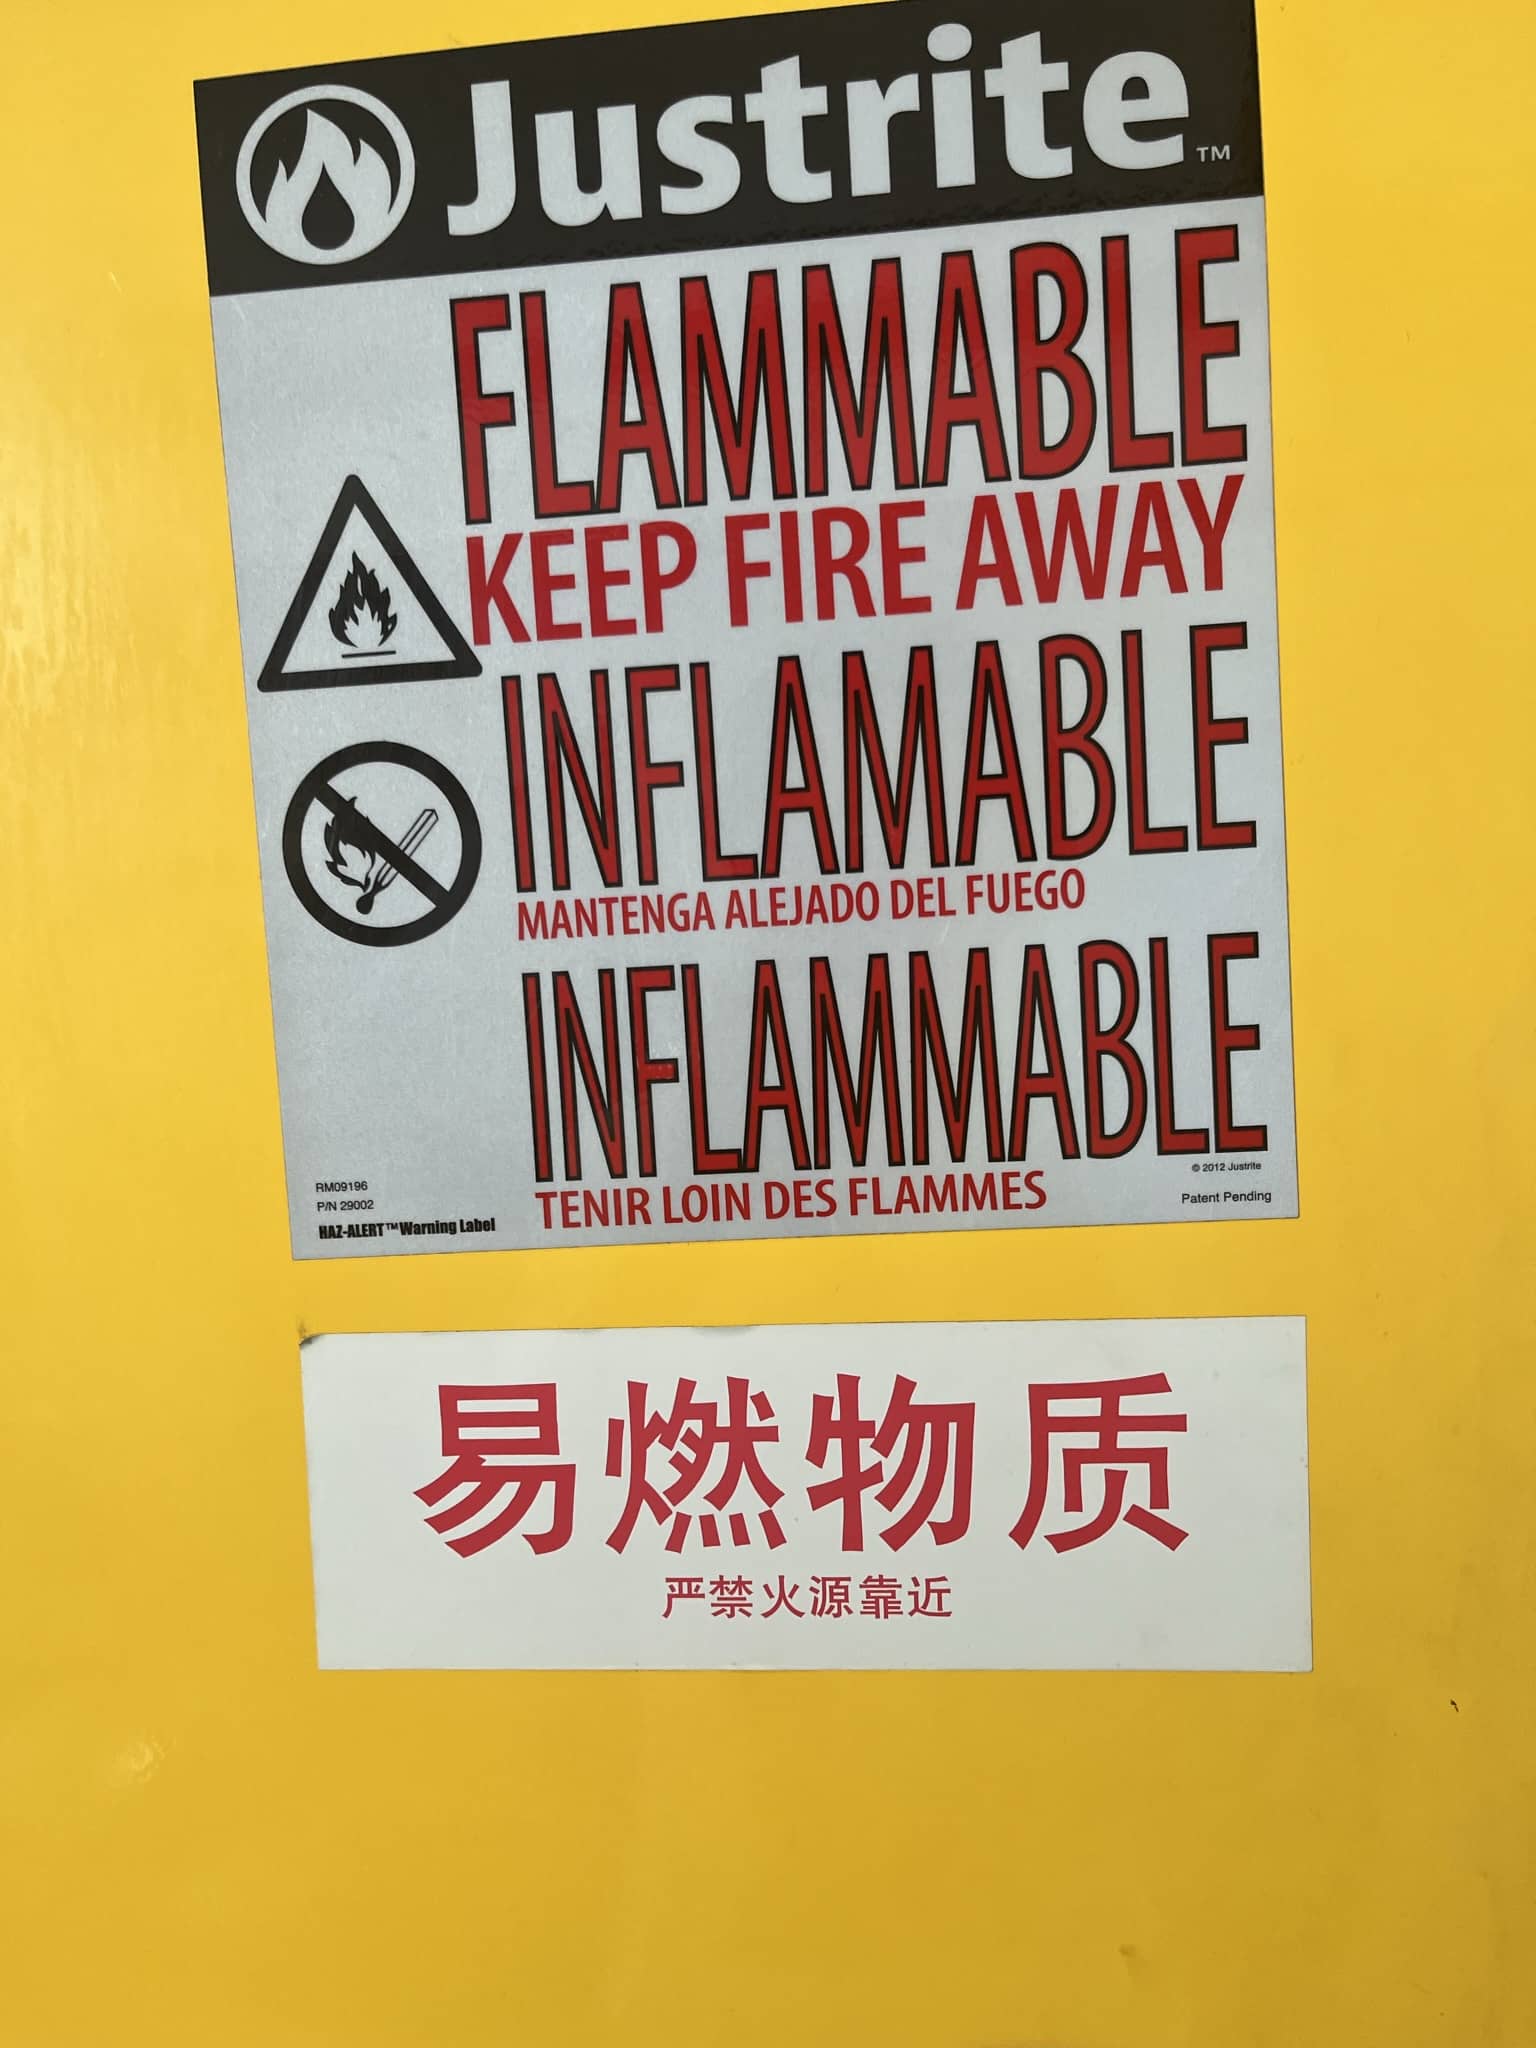 Justrite™
FLAMMABLE
KEEP FIRE AWAY
INFLAMABLE
MANTENGA ALEJADO DEL FUEGO
INFLAMMABLE
TENIR LOIN DES FLAMMES
RM09196
P/N 29002
HAZ-ALERT™ Warning Label
© 2012 Justrite
Patent Pending
易燃物质
严禁火源靠近